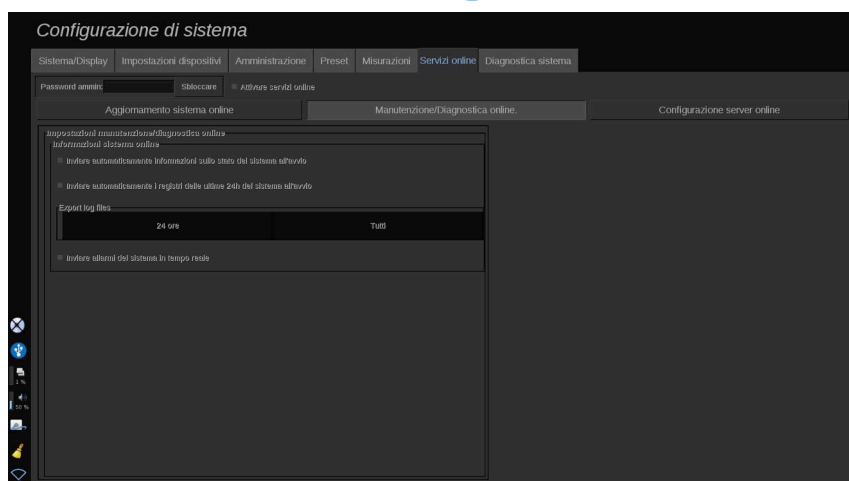 Configurazione di sistema
Sistema/Display Impostazioni dispositivi Amministrazione Preset Misurazioni Servizi online Diagnostica sistema
Password ammin: Sbloccare Attivare servizi online
Aggiornamento sistema online Manutenzione/Diagnostica online. Configurazione server online
Impostazioni manutenzione/diagnostica online
Informazioni sistema online
Inviare automaticamente informazioni sullo stato del sistema all'avvio
Inviare automaticamente i registri delle ultime 24h del sistema all'avvio
Export log files
24 ore Tutti
Inviare allarmi del sistema in tempo reale
1 %
50 %